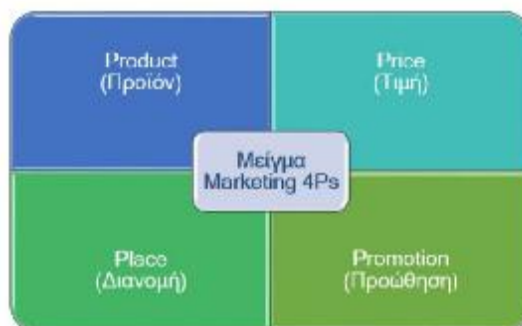 Product
(Προϊόν)
Price
(Τιμή)
Μείγμα
Marketing 4Ps
Place
(Διανομή)
Promotion
(Προώθηση)